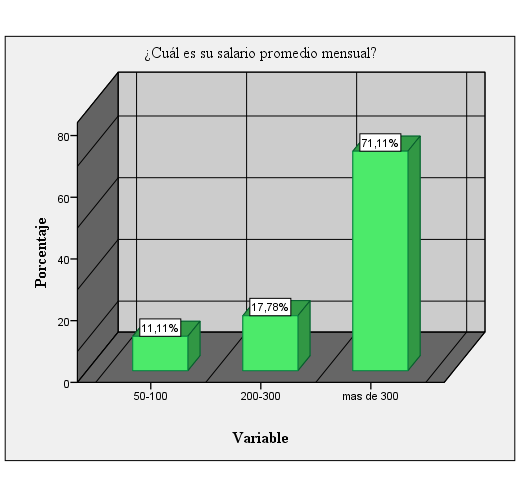 ¿Cuál es su salario promedio mensual?
80
60
40
20
0
Porcentaje
11,11%
17,78%
71,11%
50-100
200-300
mas de 300
Variable